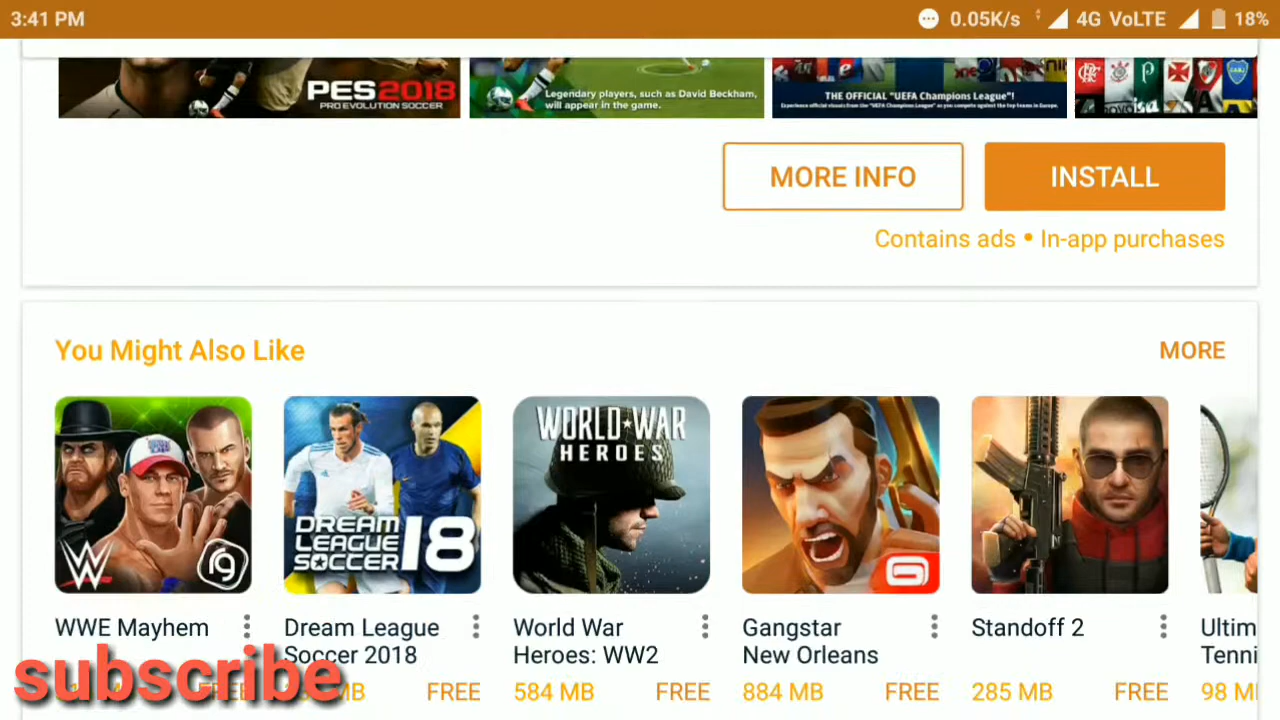 3:41 PM
0.05K/s 4G VoLTE 18%
PES2018
PRO EVOLUTION SOCCER
Legendary players, such as David Beckham,
will appear in the game.
THE OFFICIAL "UEFA Champions League"!
MORE INFO
INSTALL
Contains ads • In-app purchases
You Might Also Like
MORE
W
rg
DREAM
LEAGUE
SOCCER 18
WORLD WAR
HEROES
G
WWE Mayhem
Dream League
Soccer 2018
World War
Heroes: WW2
Gangstar
New Orleans
Standoff 2
Ultim
Tenni
FREE
MB FREE
584 MB FREE
884 MB FREE
285 MB FREE
98 M
subscribe